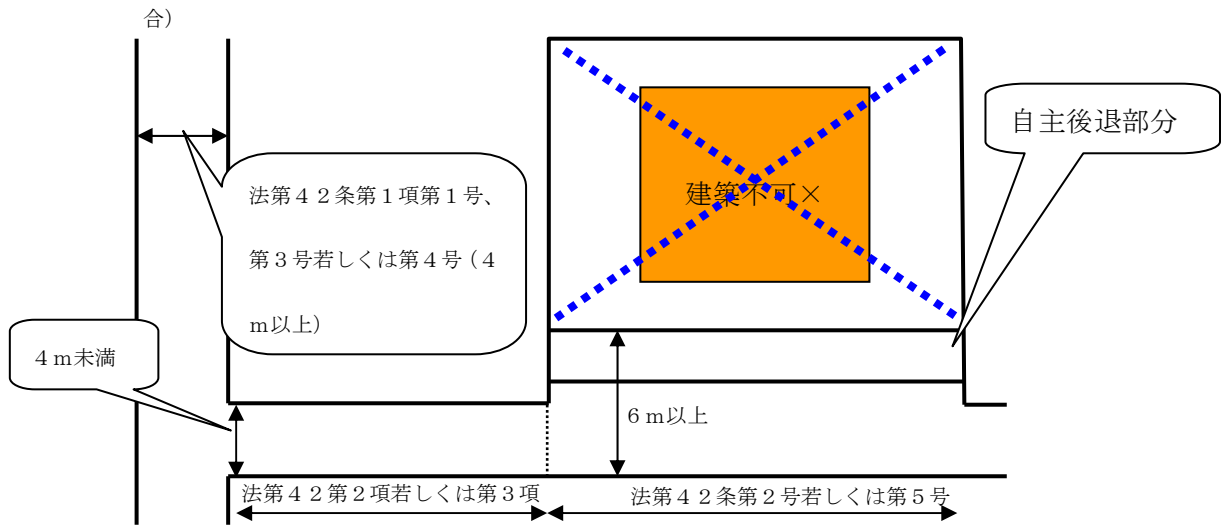 合）
自主後退部分
法第４２条第１項第１号、
第３号若しくは第４号（４
ｍ以上）
建築不可×
４ｍ未満
６ｍ以上
法第４２第２項若しくは第３項
法第４２条第２号若しくは第５号